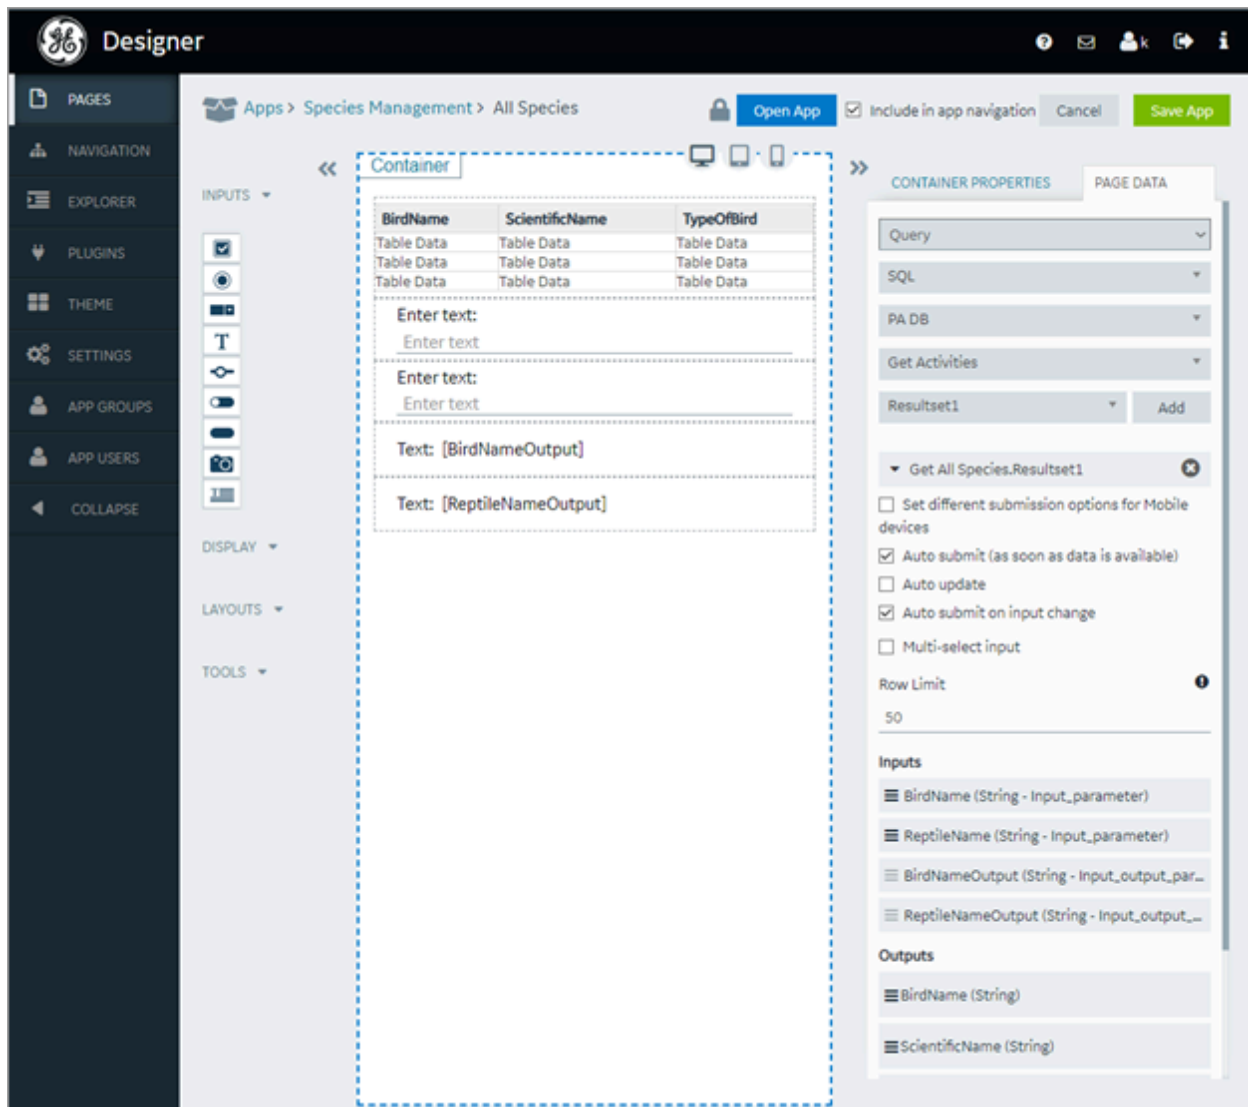 Designer
k
PAGES
NAVIGATION
EXPLORER
PLUGINS
THEME
SETTINGS
APP GROUPS
APP USERS
COLLAPSE
Apps > Species Management > All Species
Open App
Include in app navigation
Cancel
Save App
INPUTS
T
DISPLAY
LAYOUTS
TOOLS
Container
BirdName ScientificName TypeOfBird
Table Data Table Data Table Data
Table Data Table Data Table Data
Table Data Table Data Table Data
Enter text:
Enter text
Enter text:
Enter text
Text: [BirdNameOutput]
Text: [ReptileNameOutput]
CONTAINER PROPERTIES
PAGE DATA
Query
SQL
PA DB
Get Activities
Resultset1
Add
Get All Species.Resultset1
Set different submission options for Mobile
devices
Auto submit (as soon as data is available)
Auto update
Auto submit on input change
Multi-select input
Row Limit
50
Inputs
BirdName (String - Input_parameter)
ReptileName (String - Input_parameter)
BirdNameOutput (String - Input_output_par...
ReptileNameOutput (String - Input_output_...
Outputs
BirdName (String)
ScientificName (String)